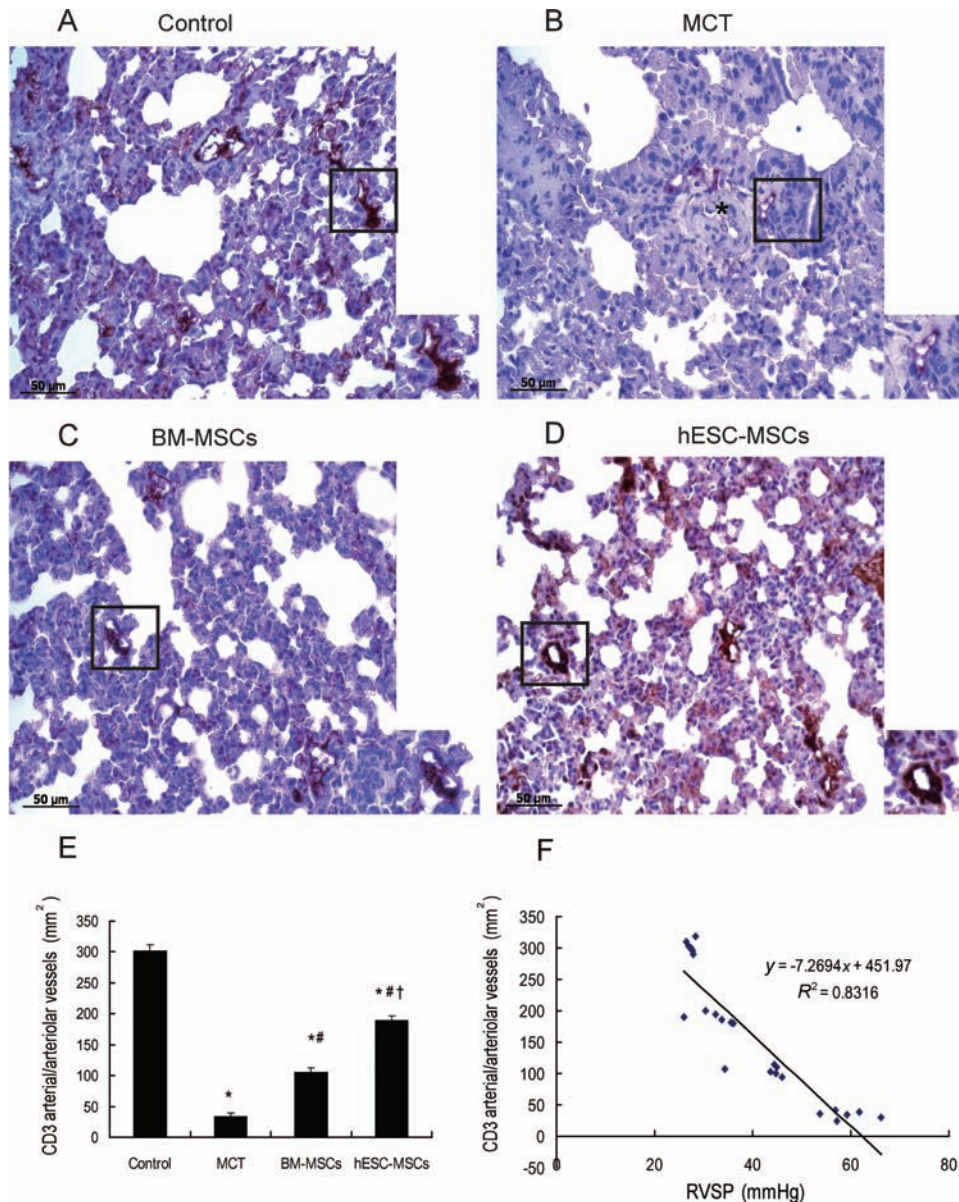 A Control
B MCT
*
50 µm
50 µm
C BM-MSCs
D hESC-MSCs
50 µm
50 µm
E
CD3 arterial/arteriolar vessels (mm²)
350
300
250
200
150
100
50
0
*
*#
*#†
Control MCT BM-MSCs hESC-MSCs
F
CD3 arterial/arteriolar vessels (mm²)
350
300
250
200
150
100
50
0
-50
y = -7.2694x + 451.97
R² = 0.8316
0 20 40 60 80
RVSP (mmHg)